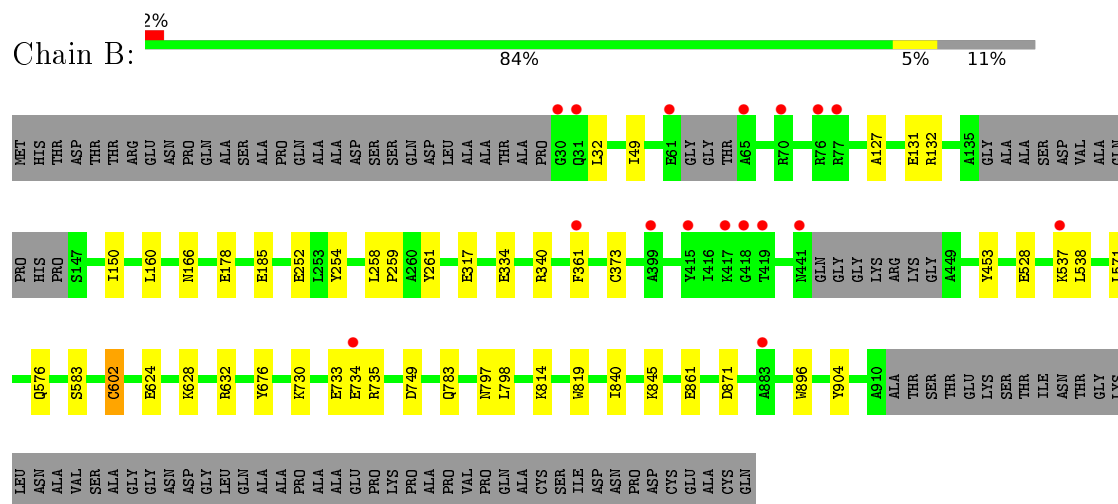 2%
Chain B:
84% 5% 11%
MET HIS THR ASP THR THR ARG GLU ASN PRO GLN ALA SER ALA PRO GLN ALA ALA ASP SER SER GLN ASP LEU ALA ALA THR ALA PRO G30 Q31 L32 I49 E61 GLY GLY THR A65 R70 R76 R77 A127 E131 R132 A135 GLY ALA ALA SER ASP VAL ALA GLN
PRO HIS PRO S147 I150 L160 N166 E178 E185 E252 L253 Y254 L258 P259 A260 Y261 E317 E334 R340 F361 C373 A399 Y415 I416 K417 G418 T419 N441 GLN GLY GLY LYS ARG LYS GLY A449 Y453 E528 K537 L538 L571
Q576 S583 C602 E624 K628 R632 Y676 K730 E733 E734 R735 D749 Q783 N797 L798 K814 W819 I840 K845 E861 D871 A883 W896 Y904 A910 ALA THR SER THR GLU LYS SER THR ILE ASN THR GLY LYS
LEU ASN ALA VAL SER ALA GLY GLY ASN ASP GLY LEU GLN ALA ALA PRO ALA ALA GLU PRO LYS PRO ALA PRO VAL PRO GLN ALA CYS SER ILE ASP ASN PRO ASP CYS GLU ALA CYS GLN